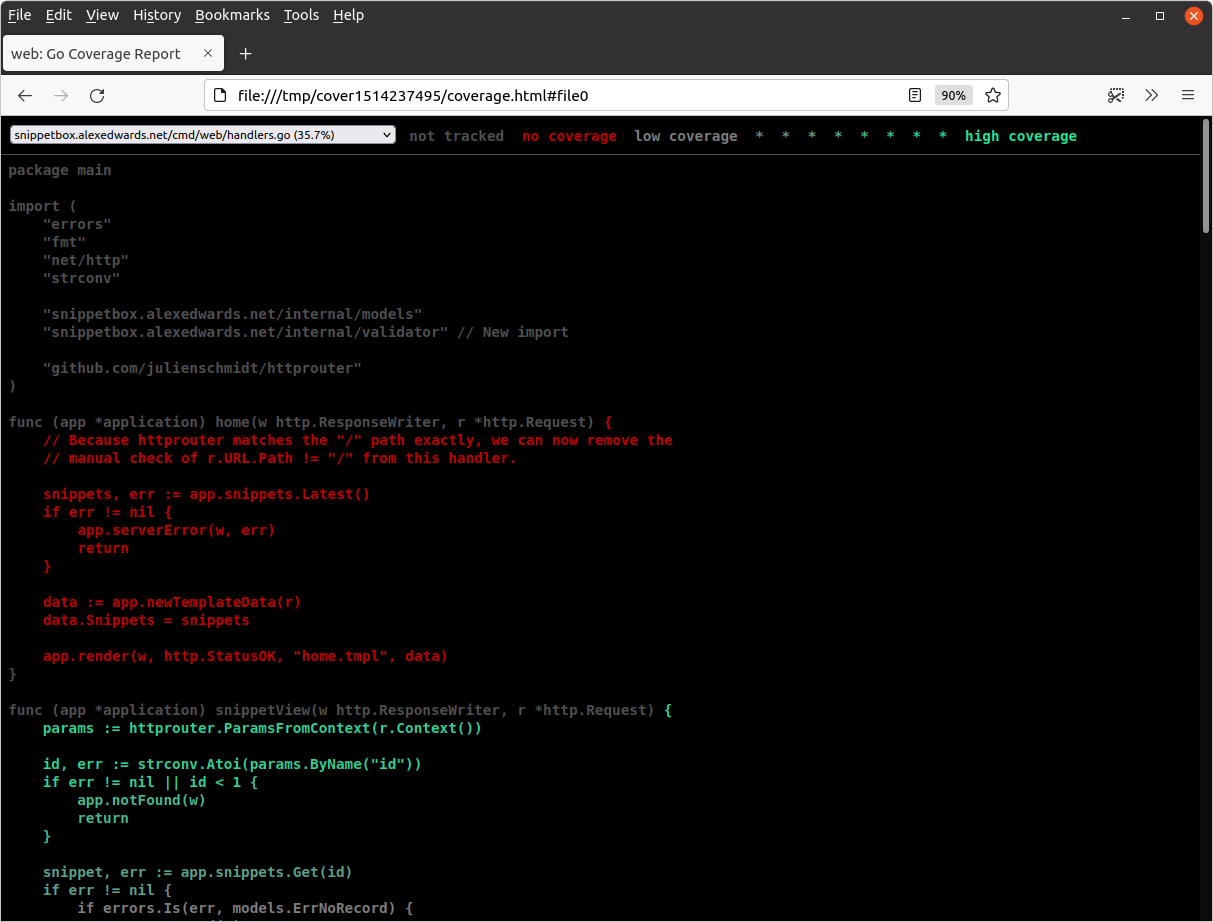 File Edit View History Bookmarks Tools Help
web: Go Coverage Report
file:///tmp/cover1514237495/coverage.html#file0 90%
snippetbox.alexedwards.net/cmd/web/handlers.go (35.7%) not tracked no coverage low coverage * * * * * * * * high coverage
package main
import (
"errors"
"fmt"
"net/http"
"strconv"
"snippetbox.alexedwards.net/internal/models"
"snippetbox.alexedwards.net/internal/validator" // New import
"github.com/julienschmidt/httprouter"
)
func (app *application) home(w http.ResponseWriter, r *http.Request) {
// Because httprouter matches the "/" path exactly, we can now remove the
// manual check of r.URL.Path != "/" from this handler.
snippets, err := app.snippets.Latest()
if err != nil {
app.serverError(w, err)
return
}
data := app.newTemplateData(r)
data.Snippets = snippets
app.render(w, http.StatusOK, "home.tmpl", data)
}
func (app *application) snippetView(w http.ResponseWriter, r *http.Request) {
params := httprouter.ParamsFromContext(r.Context())
id, err := strconv.Atoi(params.ByName("id"))
if err != nil || id < 1 {
app.notFound(w)
return
}
snippet, err := app.snippets.Get(id)
if err != nil {
if errors.Is(err, models.ErrNoRecord) {